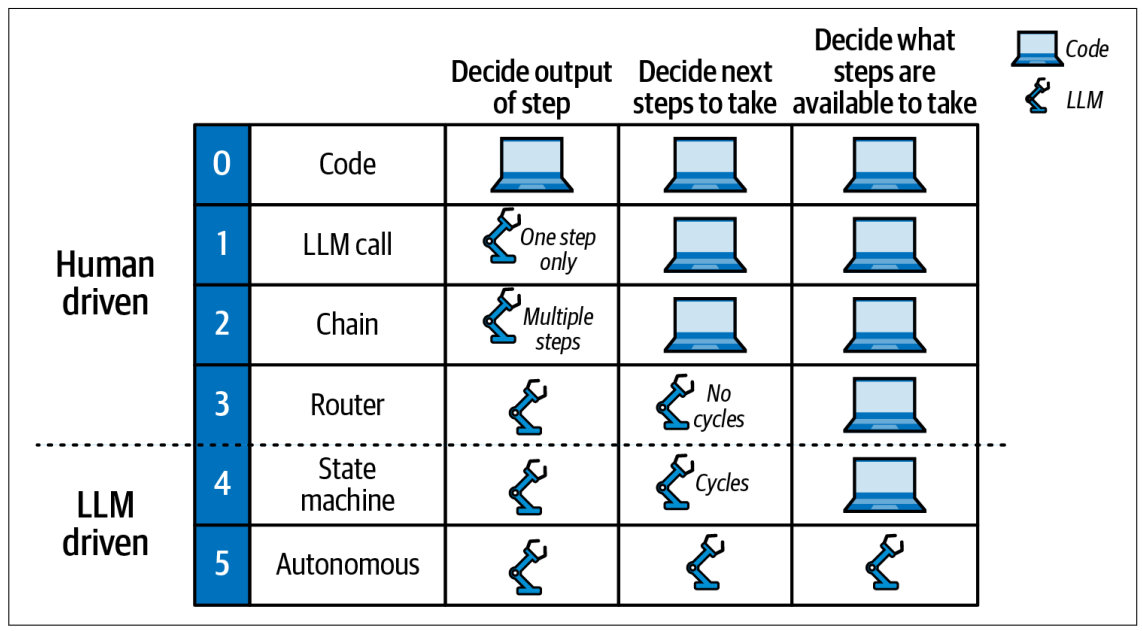 Decide output
of step
Decide next
steps to take
Decide what
steps are
available to take
Code
LLM
Human
driven
0
Code
1
LLM call
One step
only
2
Chain
Multiple
steps
3
Router
No
cycles
LLM
driven
4
State
machine
Cycles
5
Autonomous